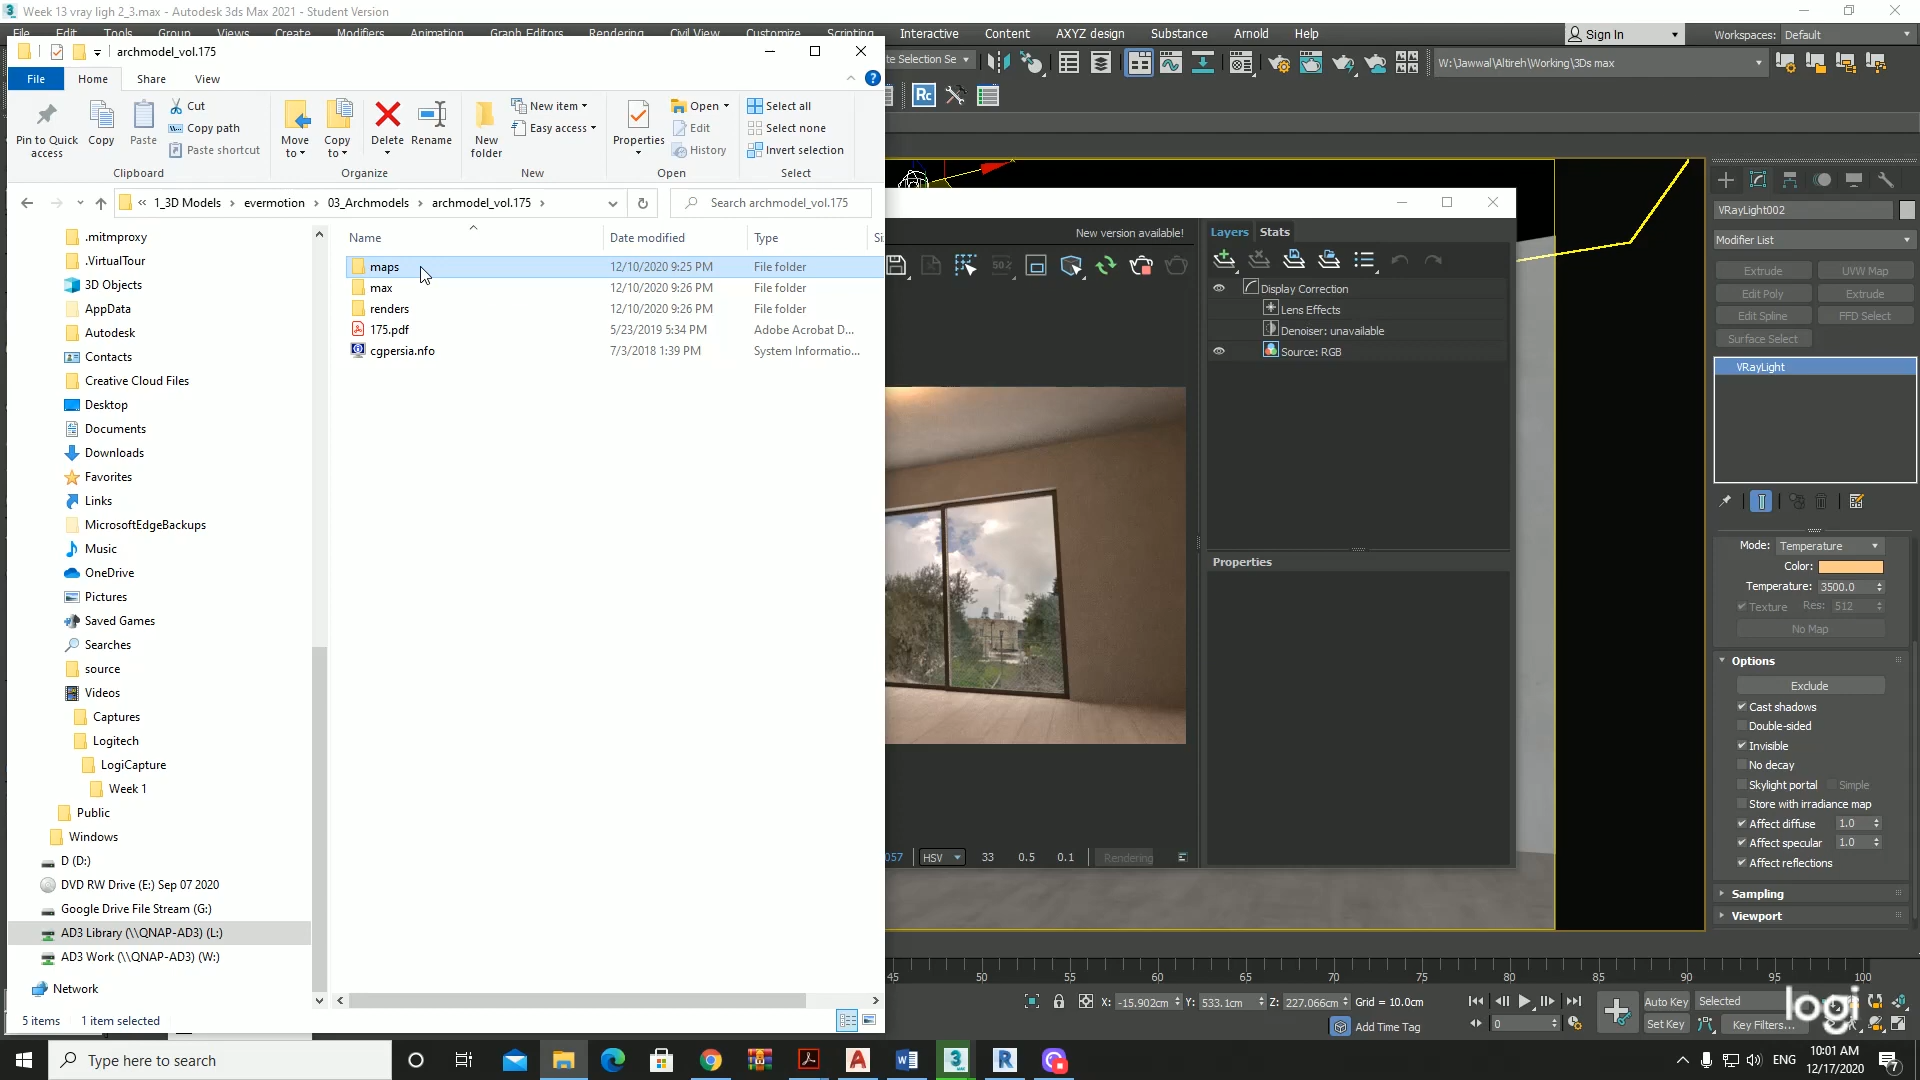 Week 13 vray ligh 2_3.max - Autodesk 3ds Max 2021 - Student Version
File Edit Tools Group Views Create Modifiers Animation Graph Editors Rendering Civil View Customize Scripting Interactive Content AXYZ design Substance Arnold Help
Sign In
Workspaces: Default
archmodel_vol.175
File Home Share View
te Selection Se
W:\Jawwal\Altireh\Working\3Ds max
Pin to Quick access
Copy
Paste
Cut
Copy path
Paste shortcut
Move to
Copy to
Delete
Rename
New folder
New item
Easy access
Properties
Open
Edit
History
Select all
Select none
Invert selection
Clipboard Organize New Open Select
« 1_3D Models evermotion 03_Archmodels archmodel_vol.175
Search archmodel_vol.175
Name Date modified Type Si
maps 12/10/2020 9:25 PM File folder
max 12/10/2020 9:26 PM File folder
renders 12/10/2020 9:26 PM File folder
175.pdf 5/23/2019 5:34 PM Adobe Acrobat D...
cgpersia.nfo 7/3/2018 1:39 PM System Informatio...
.mitmproxy
.VirtualTour
3D Objects
AppData
Autodesk
Contacts
Creative Cloud Files
Desktop
Documents
Downloads
Favorites
Links
MicrosoftEdgeBackups
Music
OneDrive
Pictures
Saved Games
Searches
source
Videos
Captures
Logitech
LogiCapture
Week 1
Public
Windows
D (D:)
DVD RW Drive (E:) Sep 07 2020
Google Drive File Stream (G:)
AD3 Library (\\QNAP-AD3) (L:)
AD3 Work (\\QNAP-AD3) (W:)
Network
5 items 1 item selected
New version available!
Layers Stats
Display Correction
Lens Effects
Denoiser: unavailable
Source: RGB
Properties
057 HSV 33 0.5 0.1 Rendering
VRayLight002
Modifier List
Extrude UVW Map
Edit Poly Extrude
Edit Spline FFD Select
Surface Select
VRayLight
Mode: Temperature
Color:
Temperature: 3500.0
Texture Res: 512
No Map
Options
Exclude
Cast shadows
Double-sided
Invisible
No decay
Skylight portal Simple
Store with irradiance map
Affect diffuse 1.0
Affect specular 1.0
Affect reflections
Sampling
Viewport
45 50 55 60 65 70 75 80 85 90 95 100
X: -15.902cm Y: 533.1cm Z: 227.066cm Grid = 10.0cm
Add Time Tag
0
Auto Key Selected
Set Key Key Filters...
logi
Type here to search
ENG
10:01 AM
12/17/2020
7